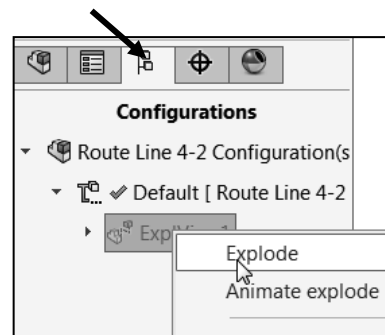 Configurations
Route Line 4-2 Configuration(s
Default [ Route Line 4-2
Explode
Animate explode